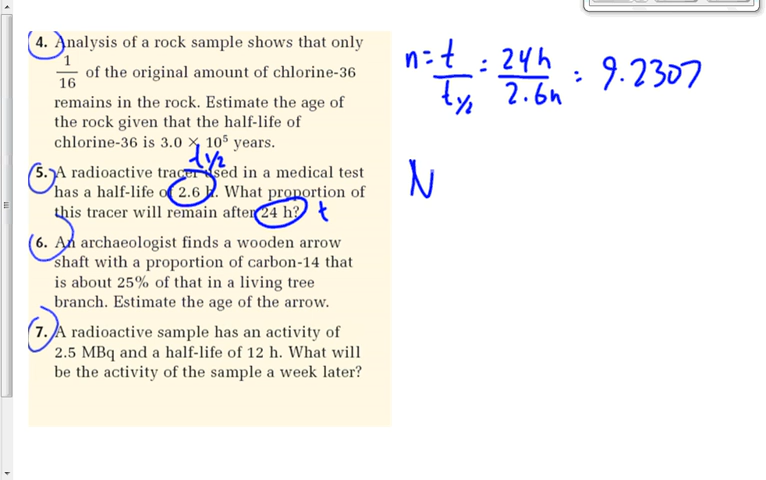 4. Analysis of a rock sample shows that only
1/16 of the original amount of chlorine-36
remains in the rock. Estimate the age of
the rock given that the half-life of
chlorine-36 is 3.0 × 10⁵ years.
t½
5. A radioactive tracer used in a medical test
has a half-life of 2.6 h. What proportion of
this tracer will remain after 24 h? t
6. An archaeologist finds a wooden arrow
shaft with a proportion of carbon-14 that
is about 25% of that in a living tree
branch. Estimate the age of the arrow.
7. A radioactive sample has an activity of
2.5 MBq and a half-life of 12 h. What will
be the activity of the sample a week later?
n = t/t½ = 24h/2.6h = 9.2307
N